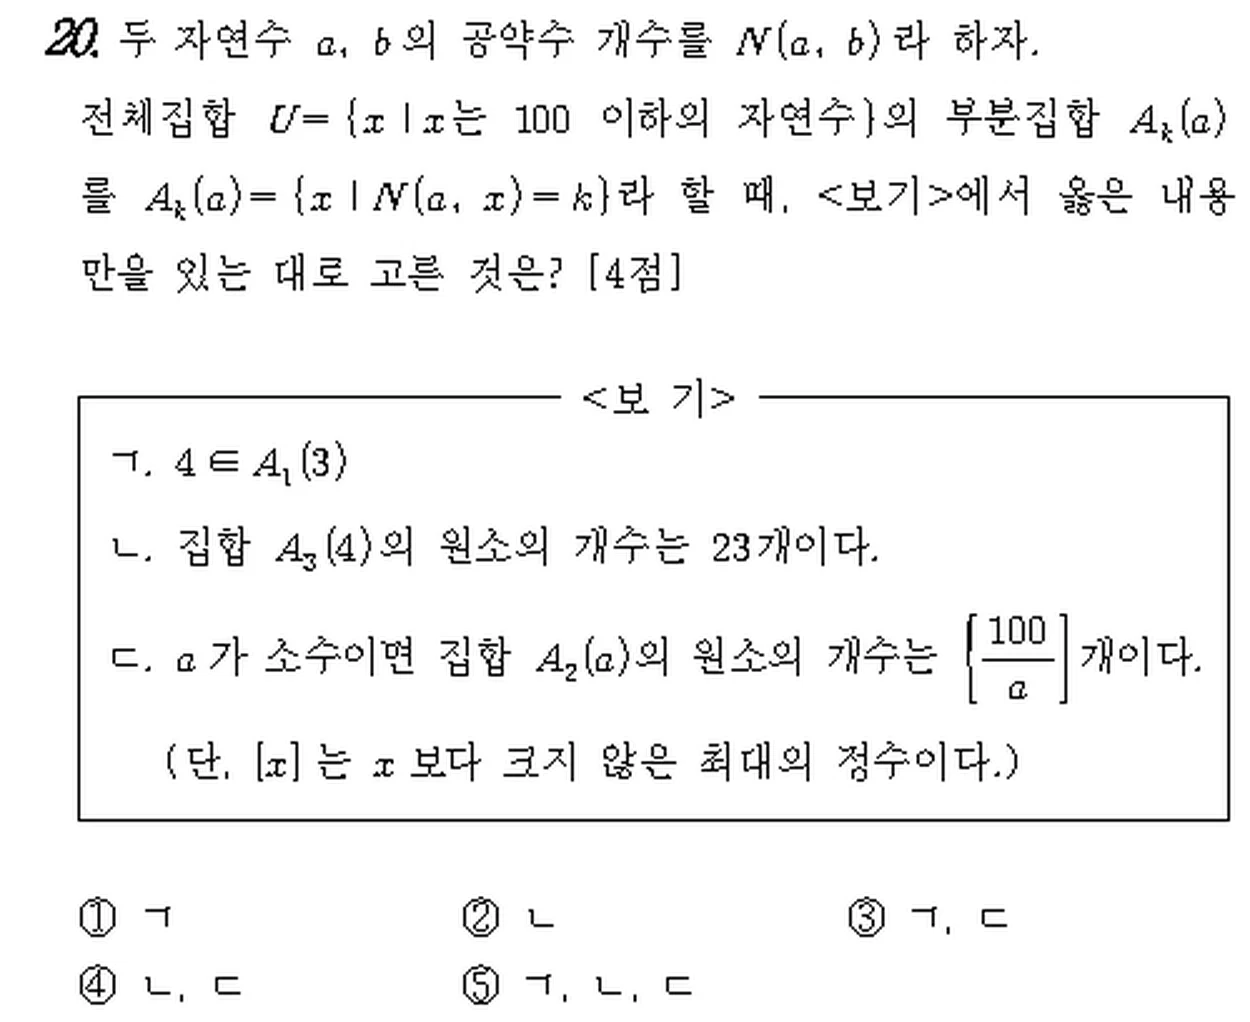 20. 두 자연수 a, b의 공약수 개수를 N(a, b)라 하자.
전체집합 U={x | x는 100 이하의 자연수}의 부분집합 Aₖ(a)
를 Aₖ(a)={x | N(a, x)=k}라 할 때, <보기>에서 옳은 내용
만을 있는 대로 고른 것은? [4점]
<보 기>
ㄱ. 4∈A₁(3)
ㄴ. 집합 A₃(4)의 원소의 개수는 23개이다.
ㄷ. a가 소수이면 집합 A₂(a)의 원소의 개수는 [100/a]개이다.
(단, [x]는 x보다 크지 않은 최대의 정수이다.)
① ㄱ ② ㄴ ③ ㄱ, ㄷ
④ ㄴ, ㄷ ⑤ ㄱ, ㄴ, ㄷ